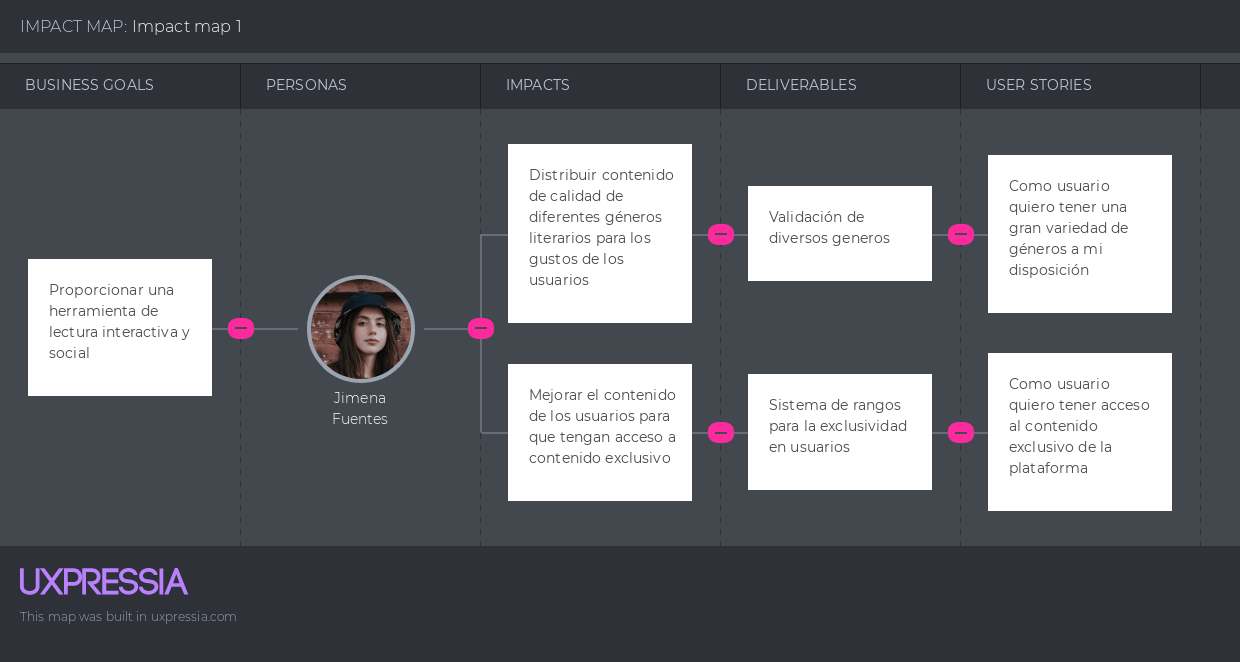 IMPACT MAP: Impact map 1
BUSINESS GOALS
PERSONAS
IMPACTS
DELIVERABLES
USER STORIES
Proporcionar una
herramienta de
lectura interactiva y
social
Jimena
Fuentes
Distribuir contenido
de calidad de
diferentes géneros
literarios para los
gustos de los
usuarios
Validación de
diversos generos
Como usuario
quiero tener una
gran variedad de
géneros a mi
disposición
Mejorar el contenido
de los usuarios para
que tengan acceso a
contenido exclusivo
Sistema de rangos
para la exclusividad
en usuarios
Como usuario
quiero tener acceso
al contenido
exclusivo de la
plataforma
UXPRESSIA
This map was built in uxpressia.com